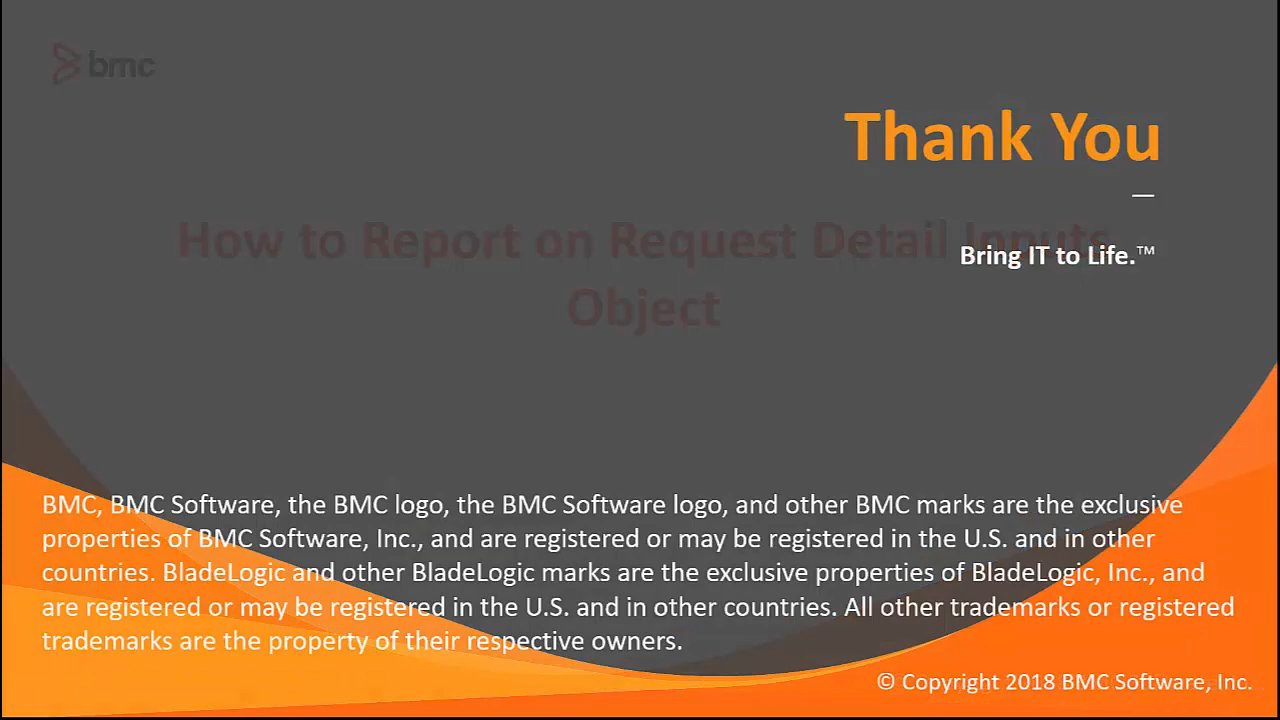 bmc
Thank You
How to Report on Request Detail Inputs
Bring IT to Life.™
Object
BMC, BMC Software, the BMC logo, the BMC Software logo, and other BMC marks are the exclusive
properties of BMC Software, Inc., and are registered or may be registered in the U.S. and in other
countries. BladeLogic and other BladeLogic marks are the exclusive properties of BladeLogic, Inc., and
are registered or may be registered in the U.S. and in other countries. All other trademarks or registered
trademarks are the property of their respective owners.
© Copyright 2018 BMC Software, Inc.